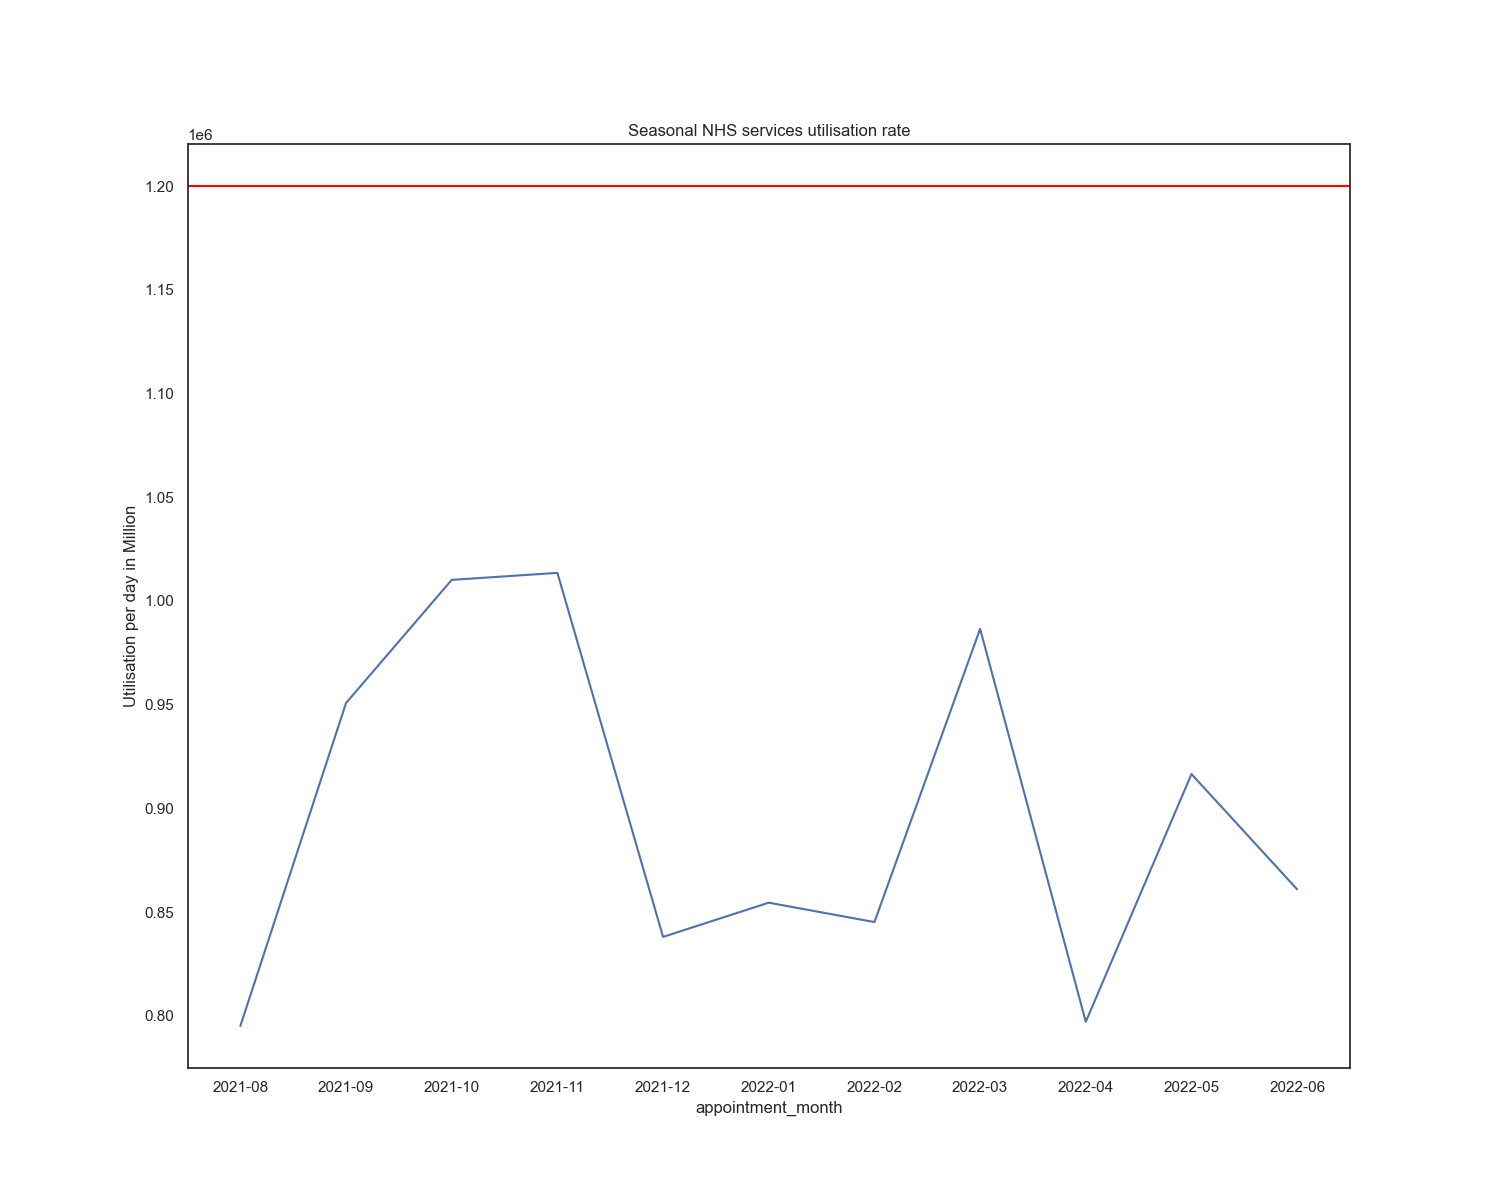 Seasonal NHS services utilisation rate
1e6
1.20
1.15
1.10
1.05
1.00
0.95
0.90
0.85
0.80
Utilisation per day in Million
2021-08 2021-09 2021-10 2021-11 2021-12 2022-01 2022-02 2022-03 2022-04 2022-05 2022-06
appointment_month